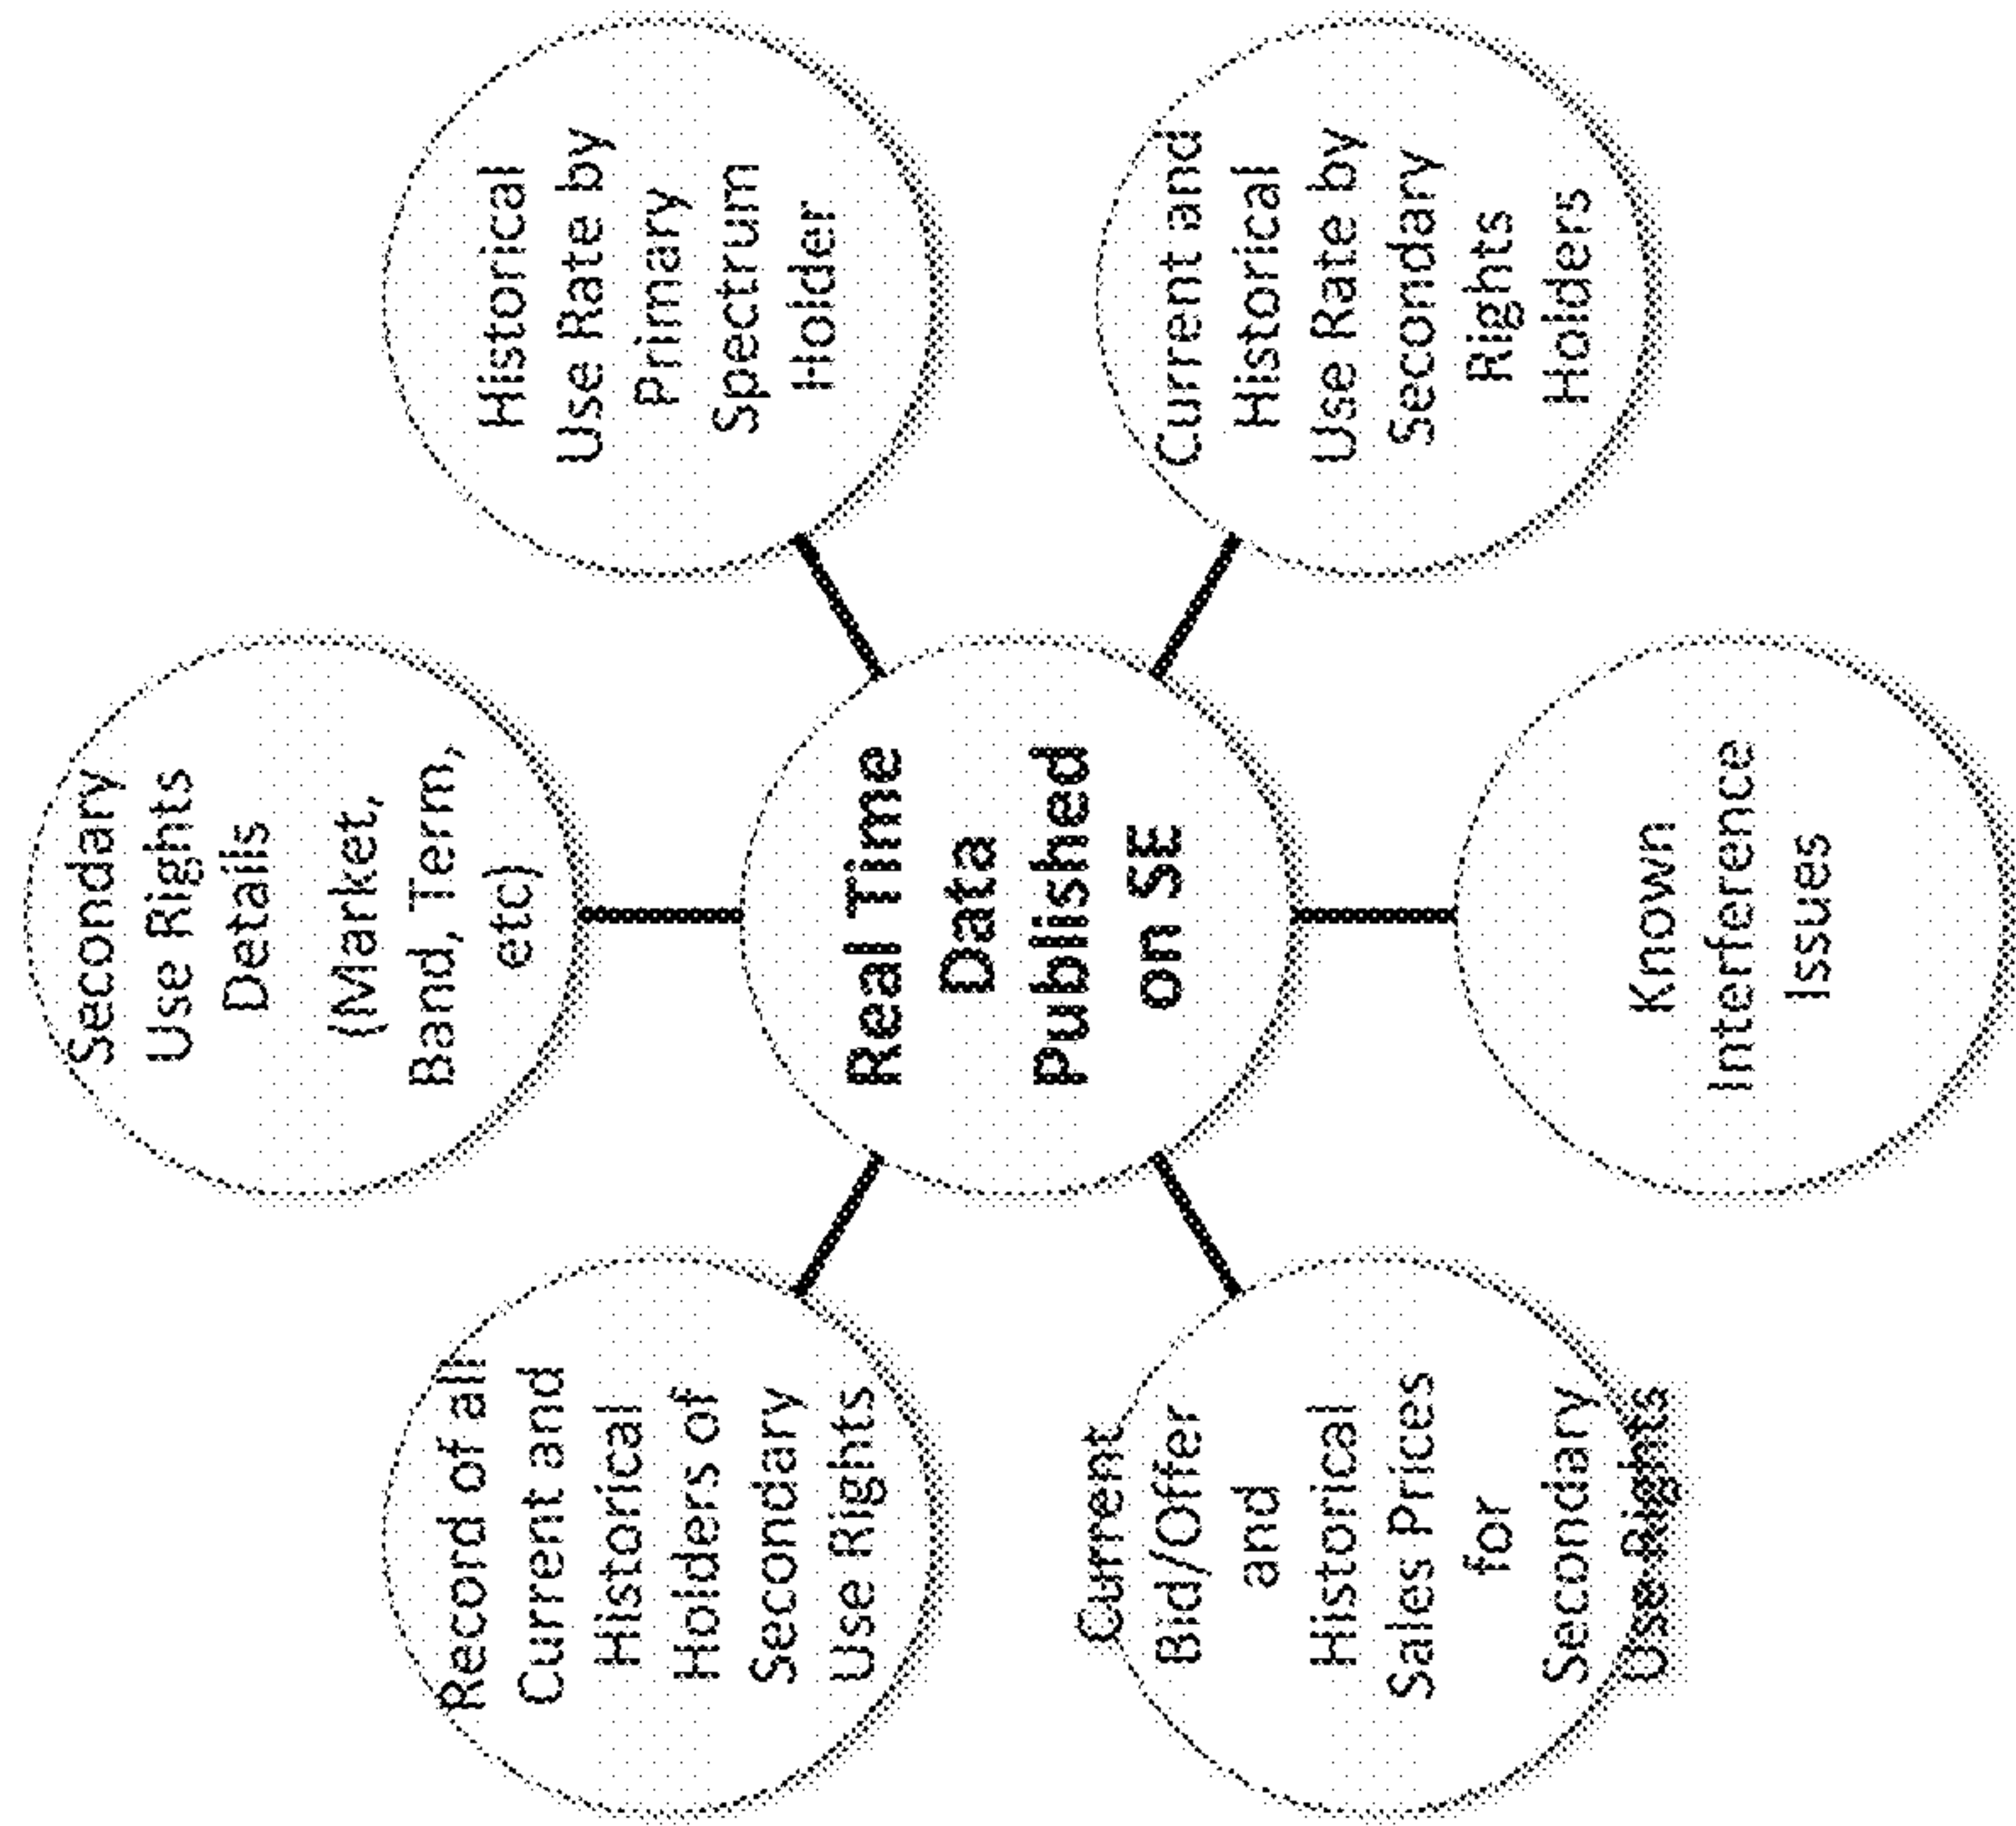 Secondary
Use Rights
Details
(Market,
Band, Term,
etc)
Historical
Use Rate by
Primary
Spectrum
Holder
Current and
Historical
Use Rate by
Secondary
Rights
Holders
Known
Interference
Issues
Current
Bid/Offer
and
Historical
Sales Prices
for
Secondary
Use Rights
Record of all
Current and
Historical
Holders of
Secondary
Use Rights
Real Time
Data
Published
on SE